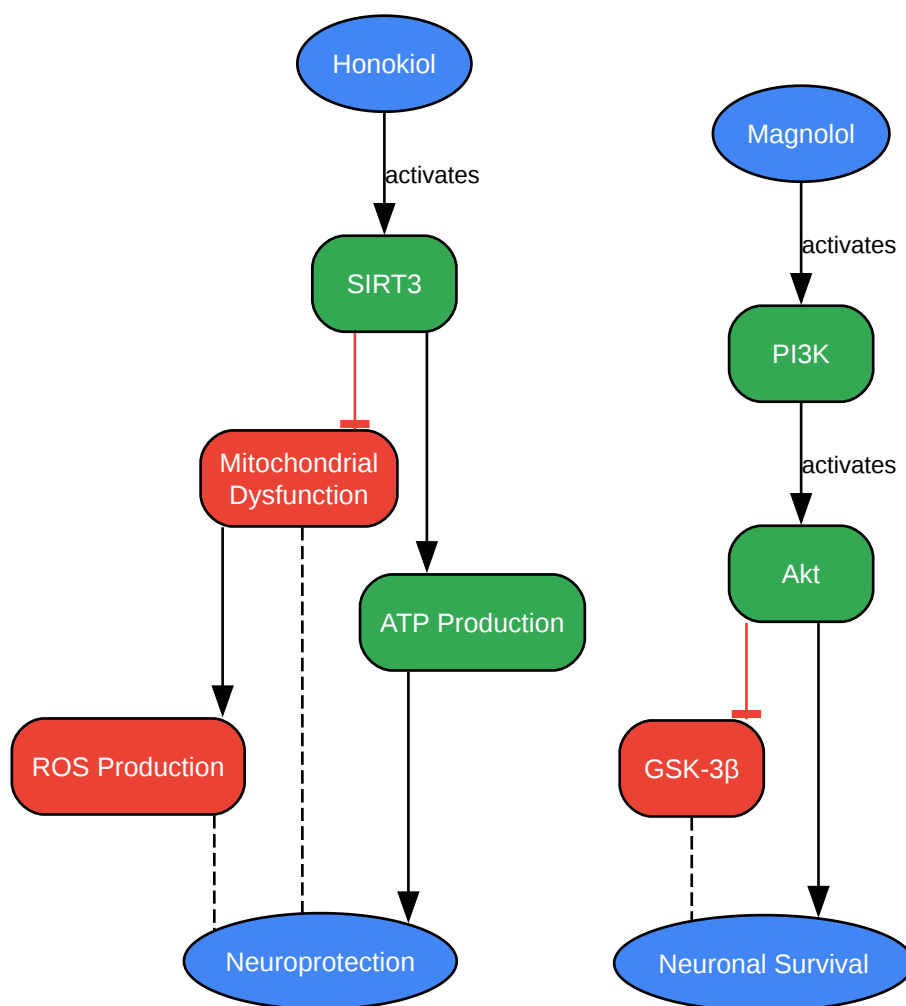 Honokiol
Magnolol
activates
activates
SIRT3
PI3K
Mitochondrial
Dysfunction
activates
Akt
ATP Production
ROS Production
GSK-3β
Neuroprotection
Neuronal Survival